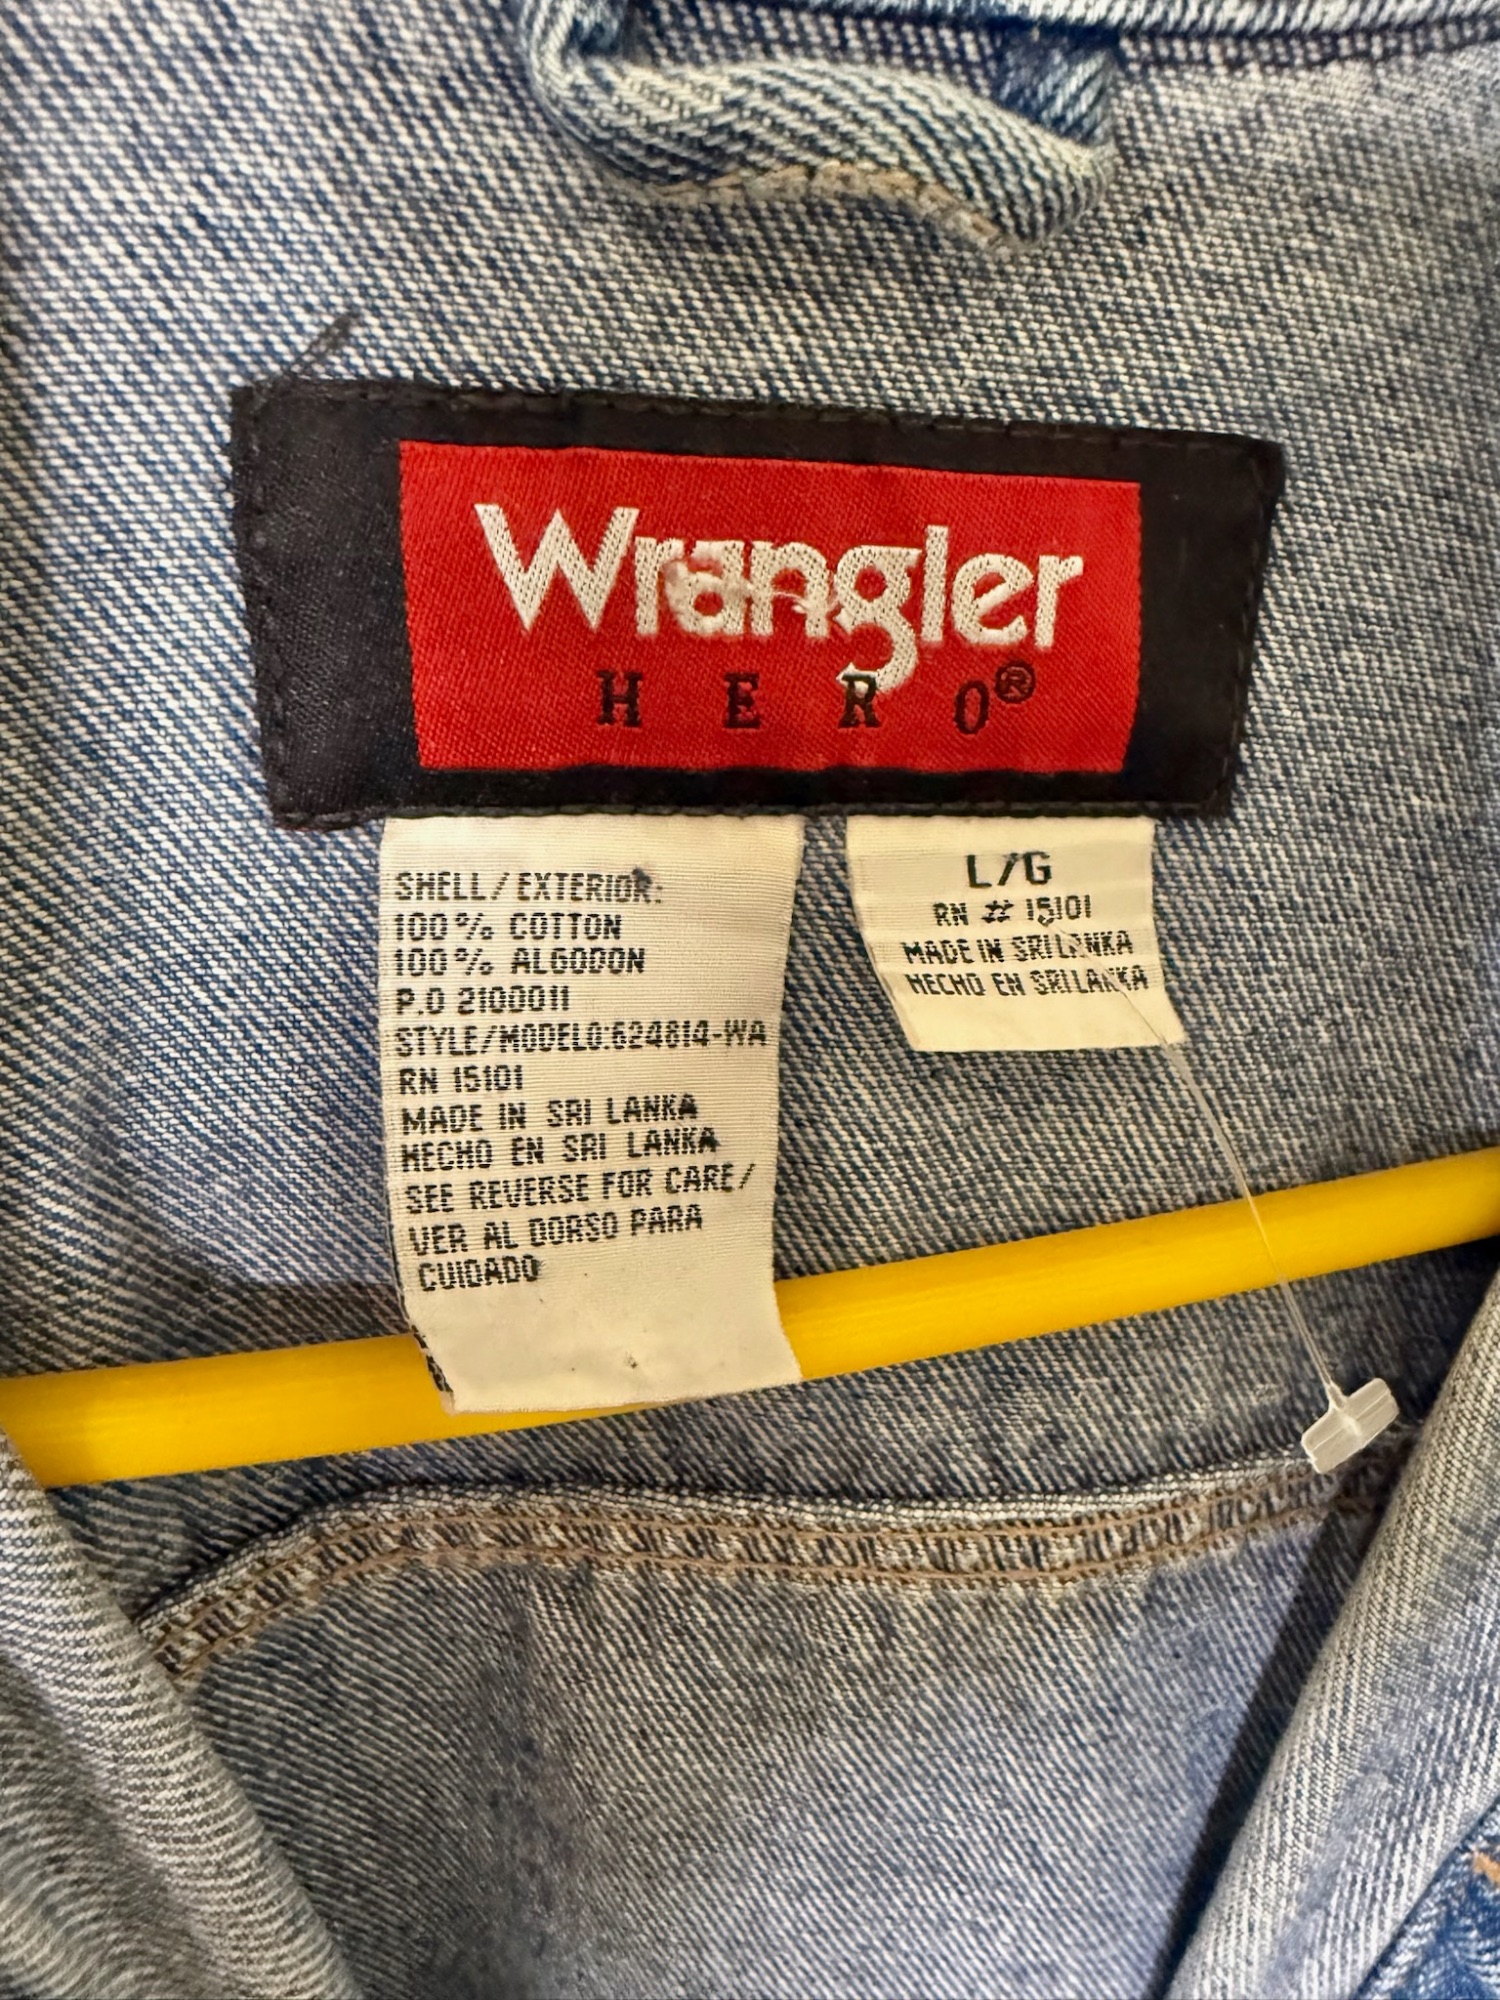 Wrangler
HERO®
SHELL/EXTERIOR:
100% COTTON
100% ALGODON
P.O 2100011
STYLE/MODELO:624814-WA
RN 15101
MADE IN SRI LANKA
HECHO EN SRI LANKA
SEE REVERSE FOR CARE/
VER AL DORSO PARA
CUIDADO
L/G
RN # 15101
MADE IN SRI LANKA
HECHO EN SRI LANKA